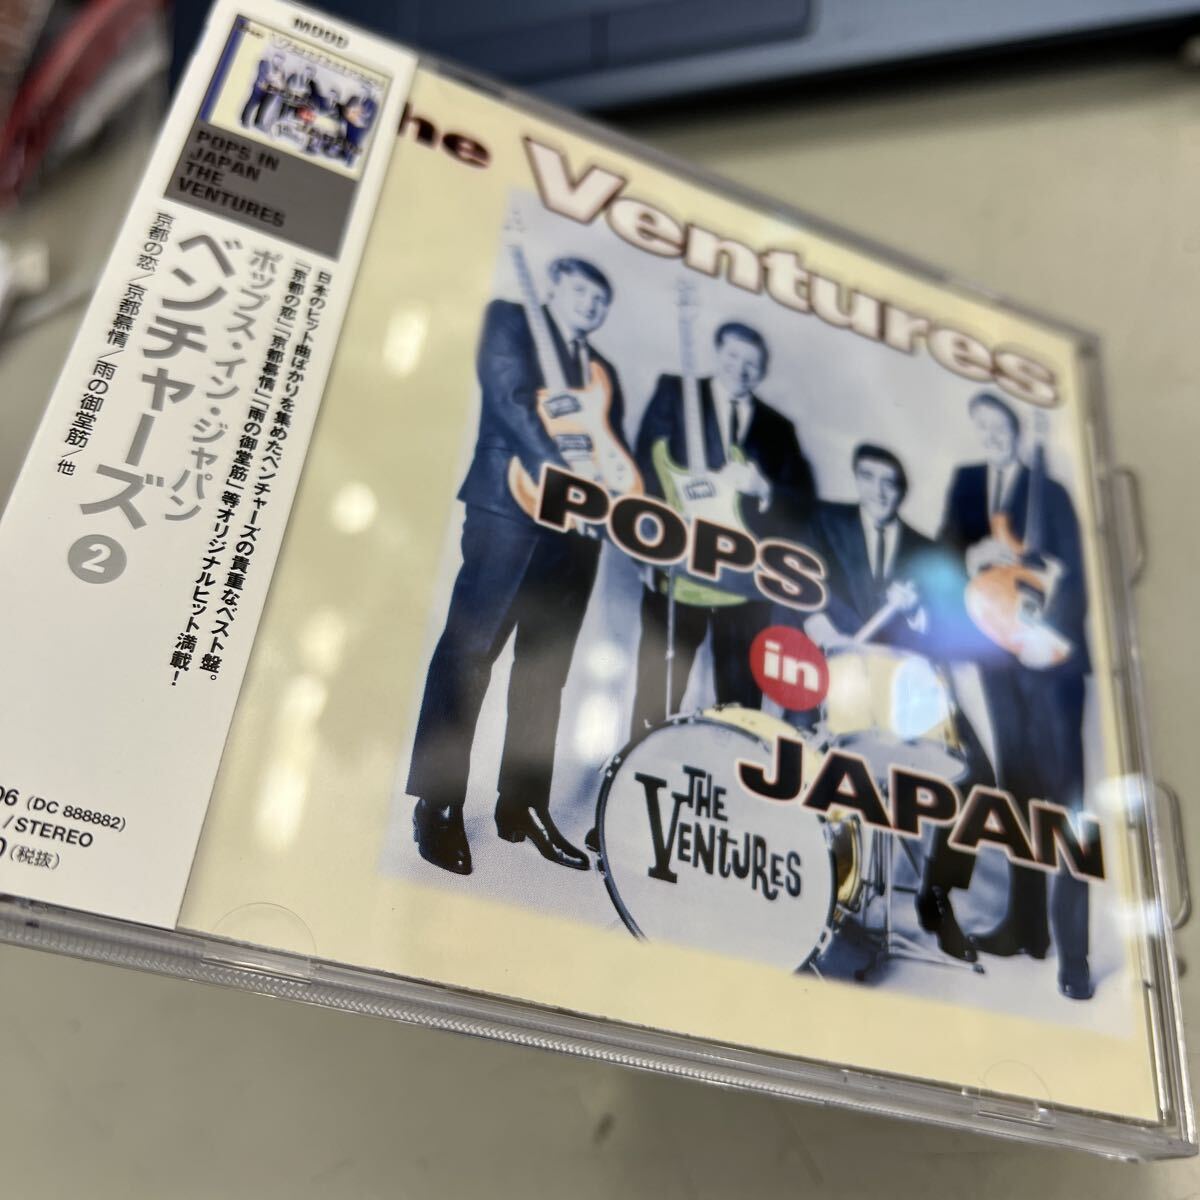 MOOD
POPS IN
JAPAN
THE
VENTURES
日本のヒット曲ばかりを集めたベンチャーズの貴重なベスト盤。
「京都の恋」「京都慕情」「雨の御堂筋」等オリジナルヒット満載!
ポップス・イン・ジャパン
ベンチャーズ 2
京都の恋/京都慕情/雨の御堂筋/他
06 (DC 888882)
/STEREO
0(税抜)
The Ventures
POPS
in
JAPAN
THE
VENTURES